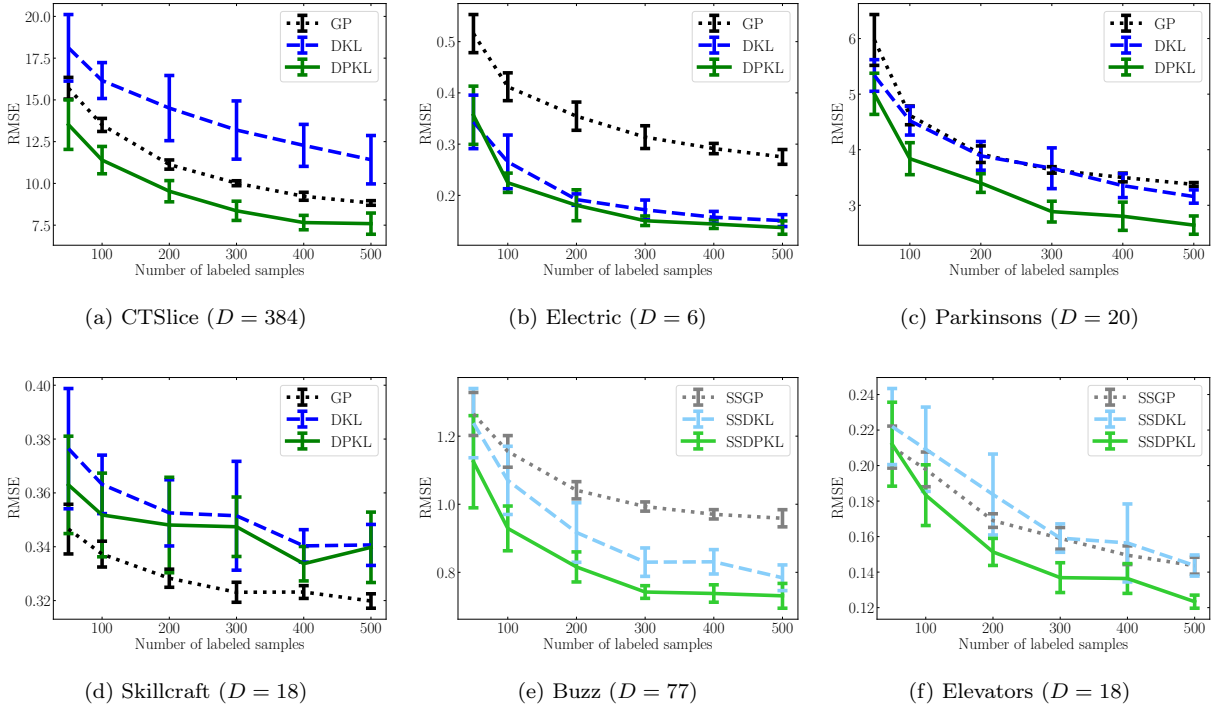 20.0
17.5
15.0
12.5
10.0
7.5
RMSE
100 200 300 400 500
Number of labeled samples
GP
DKL
DPKL
(a) CTSlice (D = 384)
0.5
0.4
0.3
0.2
RMSE
100 200 300 400 500
Number of labeled samples
GP
DKL
DPKL
(b) Electric (D = 6)
6
5
4
3
RMSE
100 200 300 400 500
Number of labeled samples
GP
DKL
DPKL
(c) Parkinsons (D = 20)
0.40
0.38
0.36
0.34
0.32
RMSE
100 200 300 400 500
Number of labeled samples
GP
DKL
DPKL
(d) Skillcraft (D = 18)
1.2
1.0
0.8
RMSE
100 200 300 400 500
Number of labeled samples
SSGP
SSDKL
SSDPKL
(e) Buzz (D = 77)
0.24
0.22
0.20
0.18
0.16
0.14
0.12
RMSE
100 200 300 400 500
Number of labeled samples
SSGP
SSDKL
SSDPKL
(f) Elevators (D = 18)